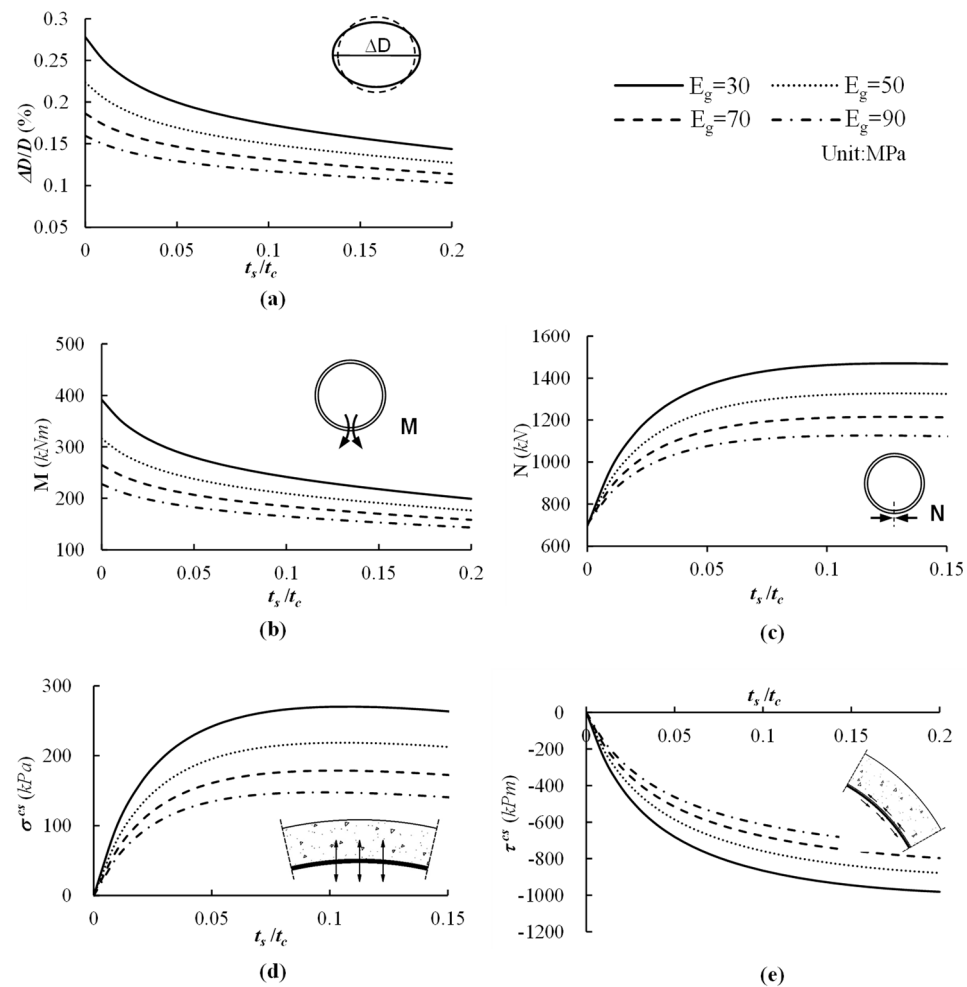 0.3
0.25
0.2
0.15
0.1
0.05
ΔD/D (%)
0 0.05 0.1 0.15 0.2
ts/tc
ΔD
(a)
Eg=30 Eg=50
Eg=70 Eg=90
Unit:MPa
500
400
300
200
100
M (kNm)
0 0.05 0.1 0.15 0.2
ts/tc
M
(b)
1600
1400
1200
1000
800
600
N (kN)
0 0.05 0.1 0.15
ts/tc
N
(c)
300
200
100
0
σcs (kPa)
0 0.05 0.1 0.15
ts/tc
(d)
ts/tc
0 0.05 0.1 0.15 0.2
0
-200
-400
-600
-800
-1000
-1200
τcs (kPm)
(e)